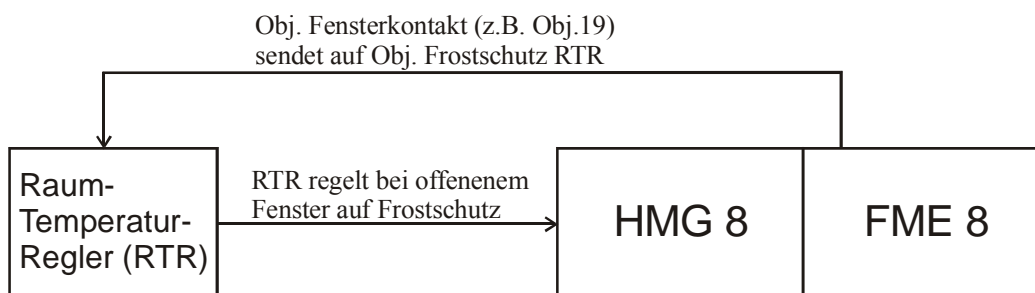 Obj. Fensterkontakt (z.B. Obj.19)
sendet auf Obj. Frostschutz RTR
Raum-
Temperatur-
Regler (RTR)
RTR regelt bei offenenem
Fenster auf Frostschutz
HMG 8
FME 8